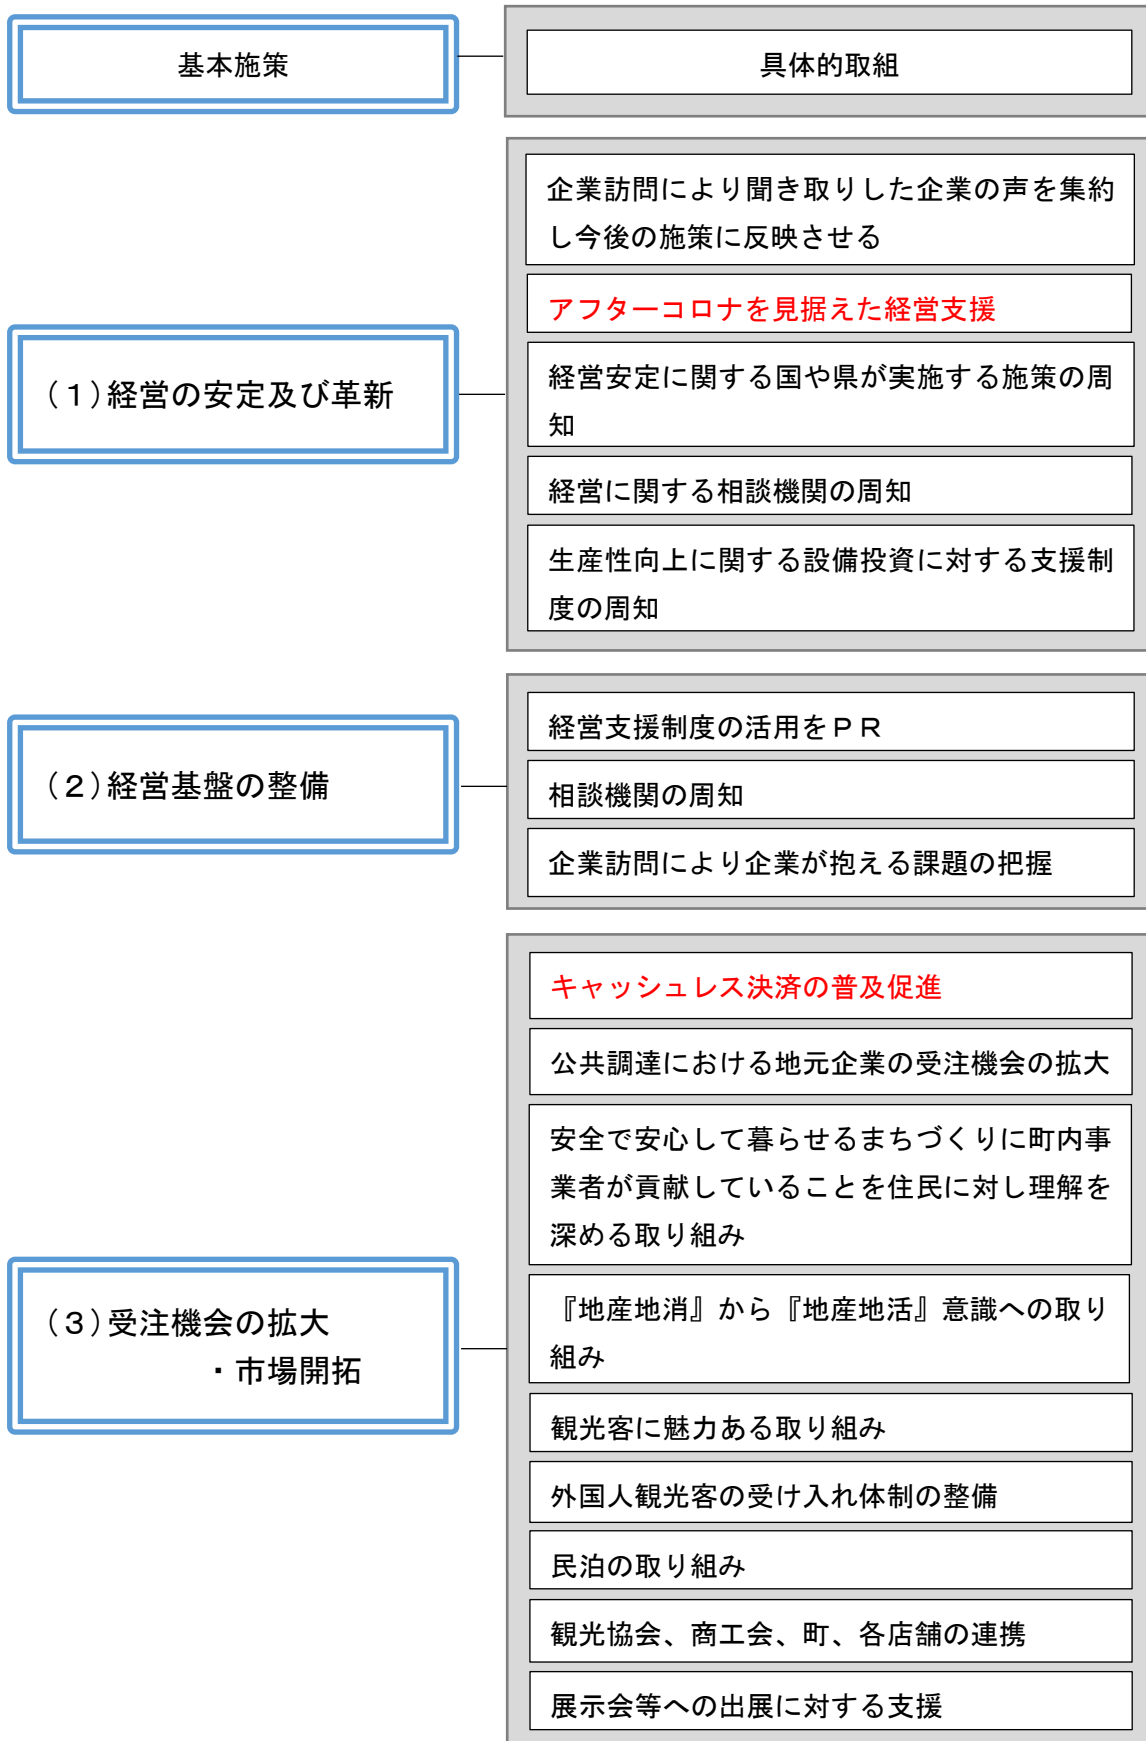 基本施策
具体的取組
(1)経営の安定及び革新
企業訪問により聞き取りした企業の声を集約
し今後の施策に反映させる
アフターコロナを見据えた経営支援
経営安定に関する国や県が実施する施策の周
知
経営に関する相談機関の周知
生産性向上に関する設備投資に対する支援制
度の周知
(2)経営基盤の整備
経営支援制度の活用をPR
相談機関の周知
企業訪問により企業が抱える課題の把握
(3)受注機会の拡大
・市場開拓
キャッシュレス決済の普及促進
公共調達における地元企業の受注機会の拡大
安全で安心して暮らせるまちづくりに町内事
業者が貢献していることを住民に対し理解を
深める取り組み
『地産地消』から『地産地活』意識への取り
組み
観光客に魅力ある取り組み
外国人観光客の受け入れ体制の整備
民泊の取り組み
観光協会、商工会、町、各店舗の連携
展示会等への出展に対する支援